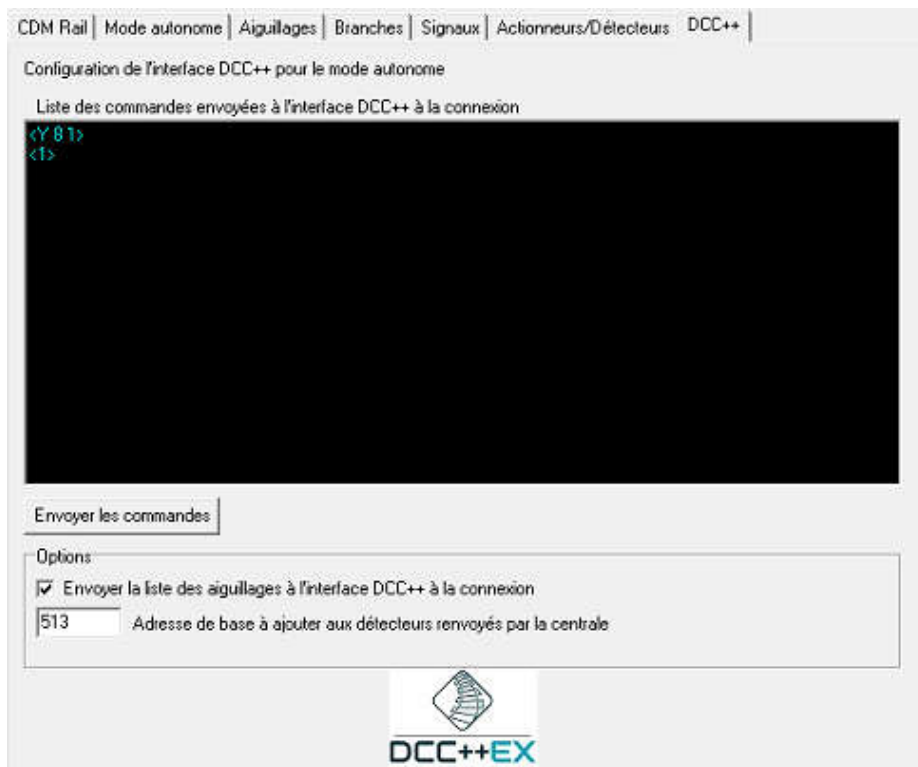 CDM Rail Mode autonome Aiguillages Branches Signaux Actionneurs/Détecteurs DCC++
Configuration de l'interface DCC++ pour le mode autonome
Liste des commandes envoyées à l'interface DCC++ à la connexion
<Y 8 1>
<1>
Envoyer les commandes
Options
Envoyer la liste des aiguillages à l'interface DCC++ à la connexion
513 Adresse de base à ajouter aux détecteurs renvoyés par la centrale
DCC++EX